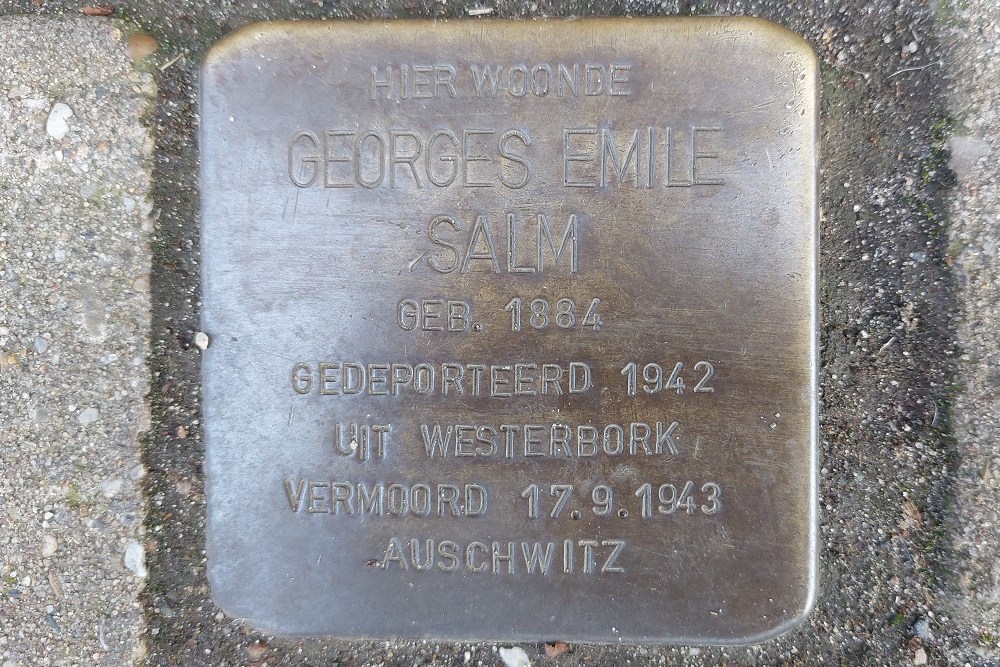 HIER WOONDE
GEORGES EMILE
SALM
GEB. 1884
GEDEPORTEERD 1942
UIT WESTERBORK
VERMOORD 17.9.1943
AUSCHWITZ